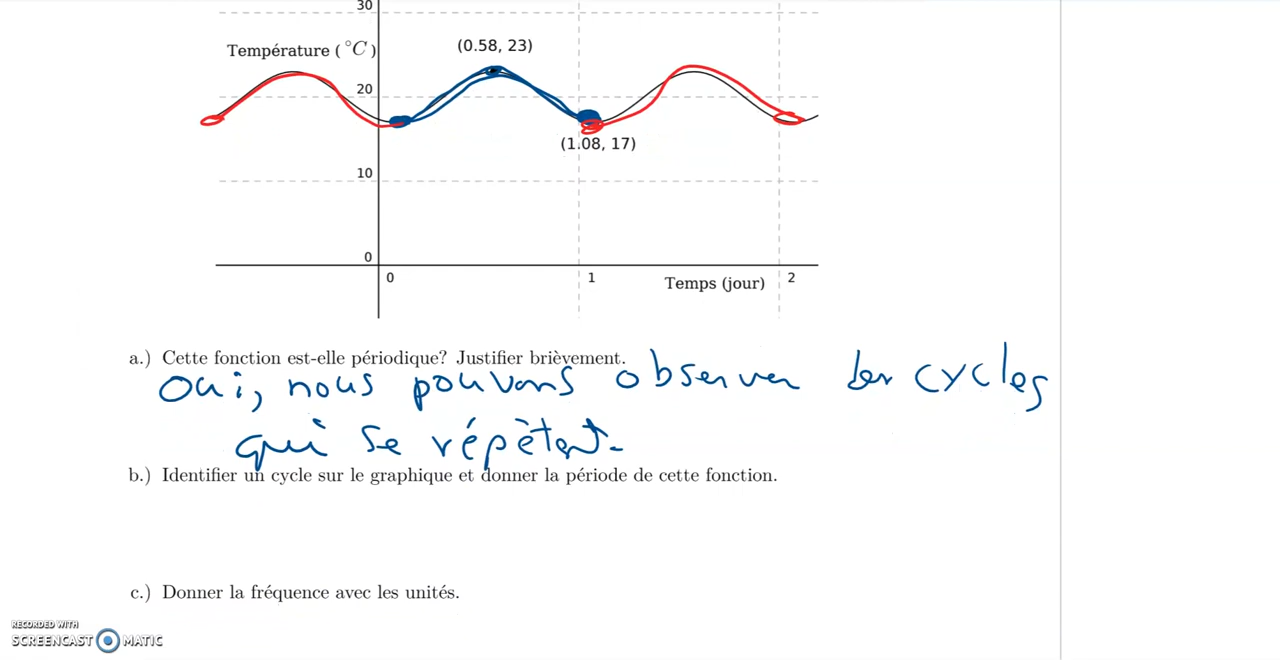 30
Température (°C)
(0.58, 23)
20
(1.08, 17)
10
0
0
1
Temps (jour)
2
a.) Cette fonction est-elle périodique? Justifier brièvement.
oui, nous pouvons observer des cycles
qui se répètent.
b.) Identifier un cycle sur le graphique et donner la période de cette fonction.
c.) Donner la fréquence avec les unités.
RECORDED WITH
SCREENCAST MATIC